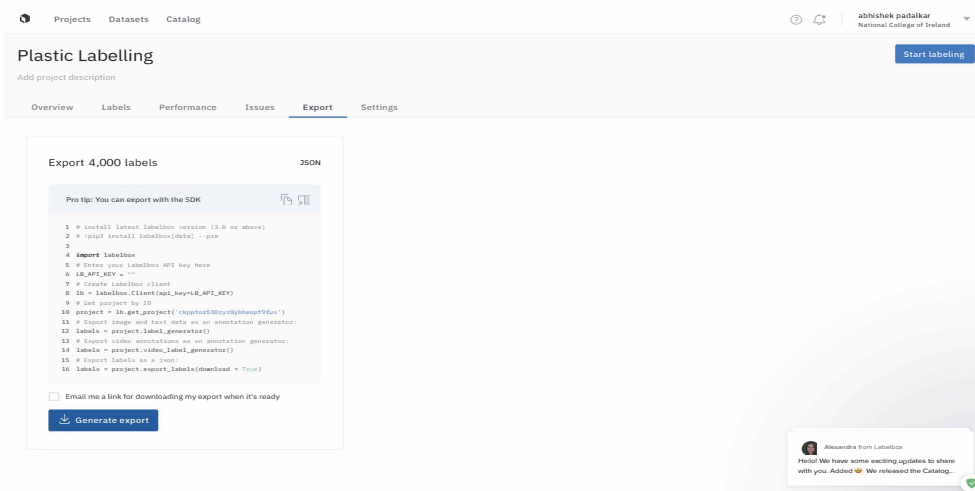 Projects Datasets Catalog
abhishek padalkar
National College of Ireland
Plastic Labelling
Start labeling
Add project description
Overview Labels Performance Issues Export Settings
Export 4,000 labels JSON
Pro tip: You can export with the SDK
1 # install latest labelbox version (3.0 or above)
2 # !pip3 install labelbox[data] --pre
3
4 import labelbox
5 # Enter your Labelbox API key here
6 LB_API_KEY = ""
7 # Create Labelbox client
8 lb = labelbox.Client(api_key=LB_API_KEY)
9 # Get project by ID
10 project = lb.get_project(
11 # Export image and text data as an annotation generator:
12 labels = project.label_generator()
13 # Export video annotations as an annotation generator:
14 labels = project.video_label_generator()
15 # Export labels as a json:
16 labels = project.export_labels(download = True)
Email me a link for downloading my export when it's ready
Generate export
Alexandra from Labelbox
Hello! We have some exciting updates to share
with you. Added 🤠 We released the Catalog...